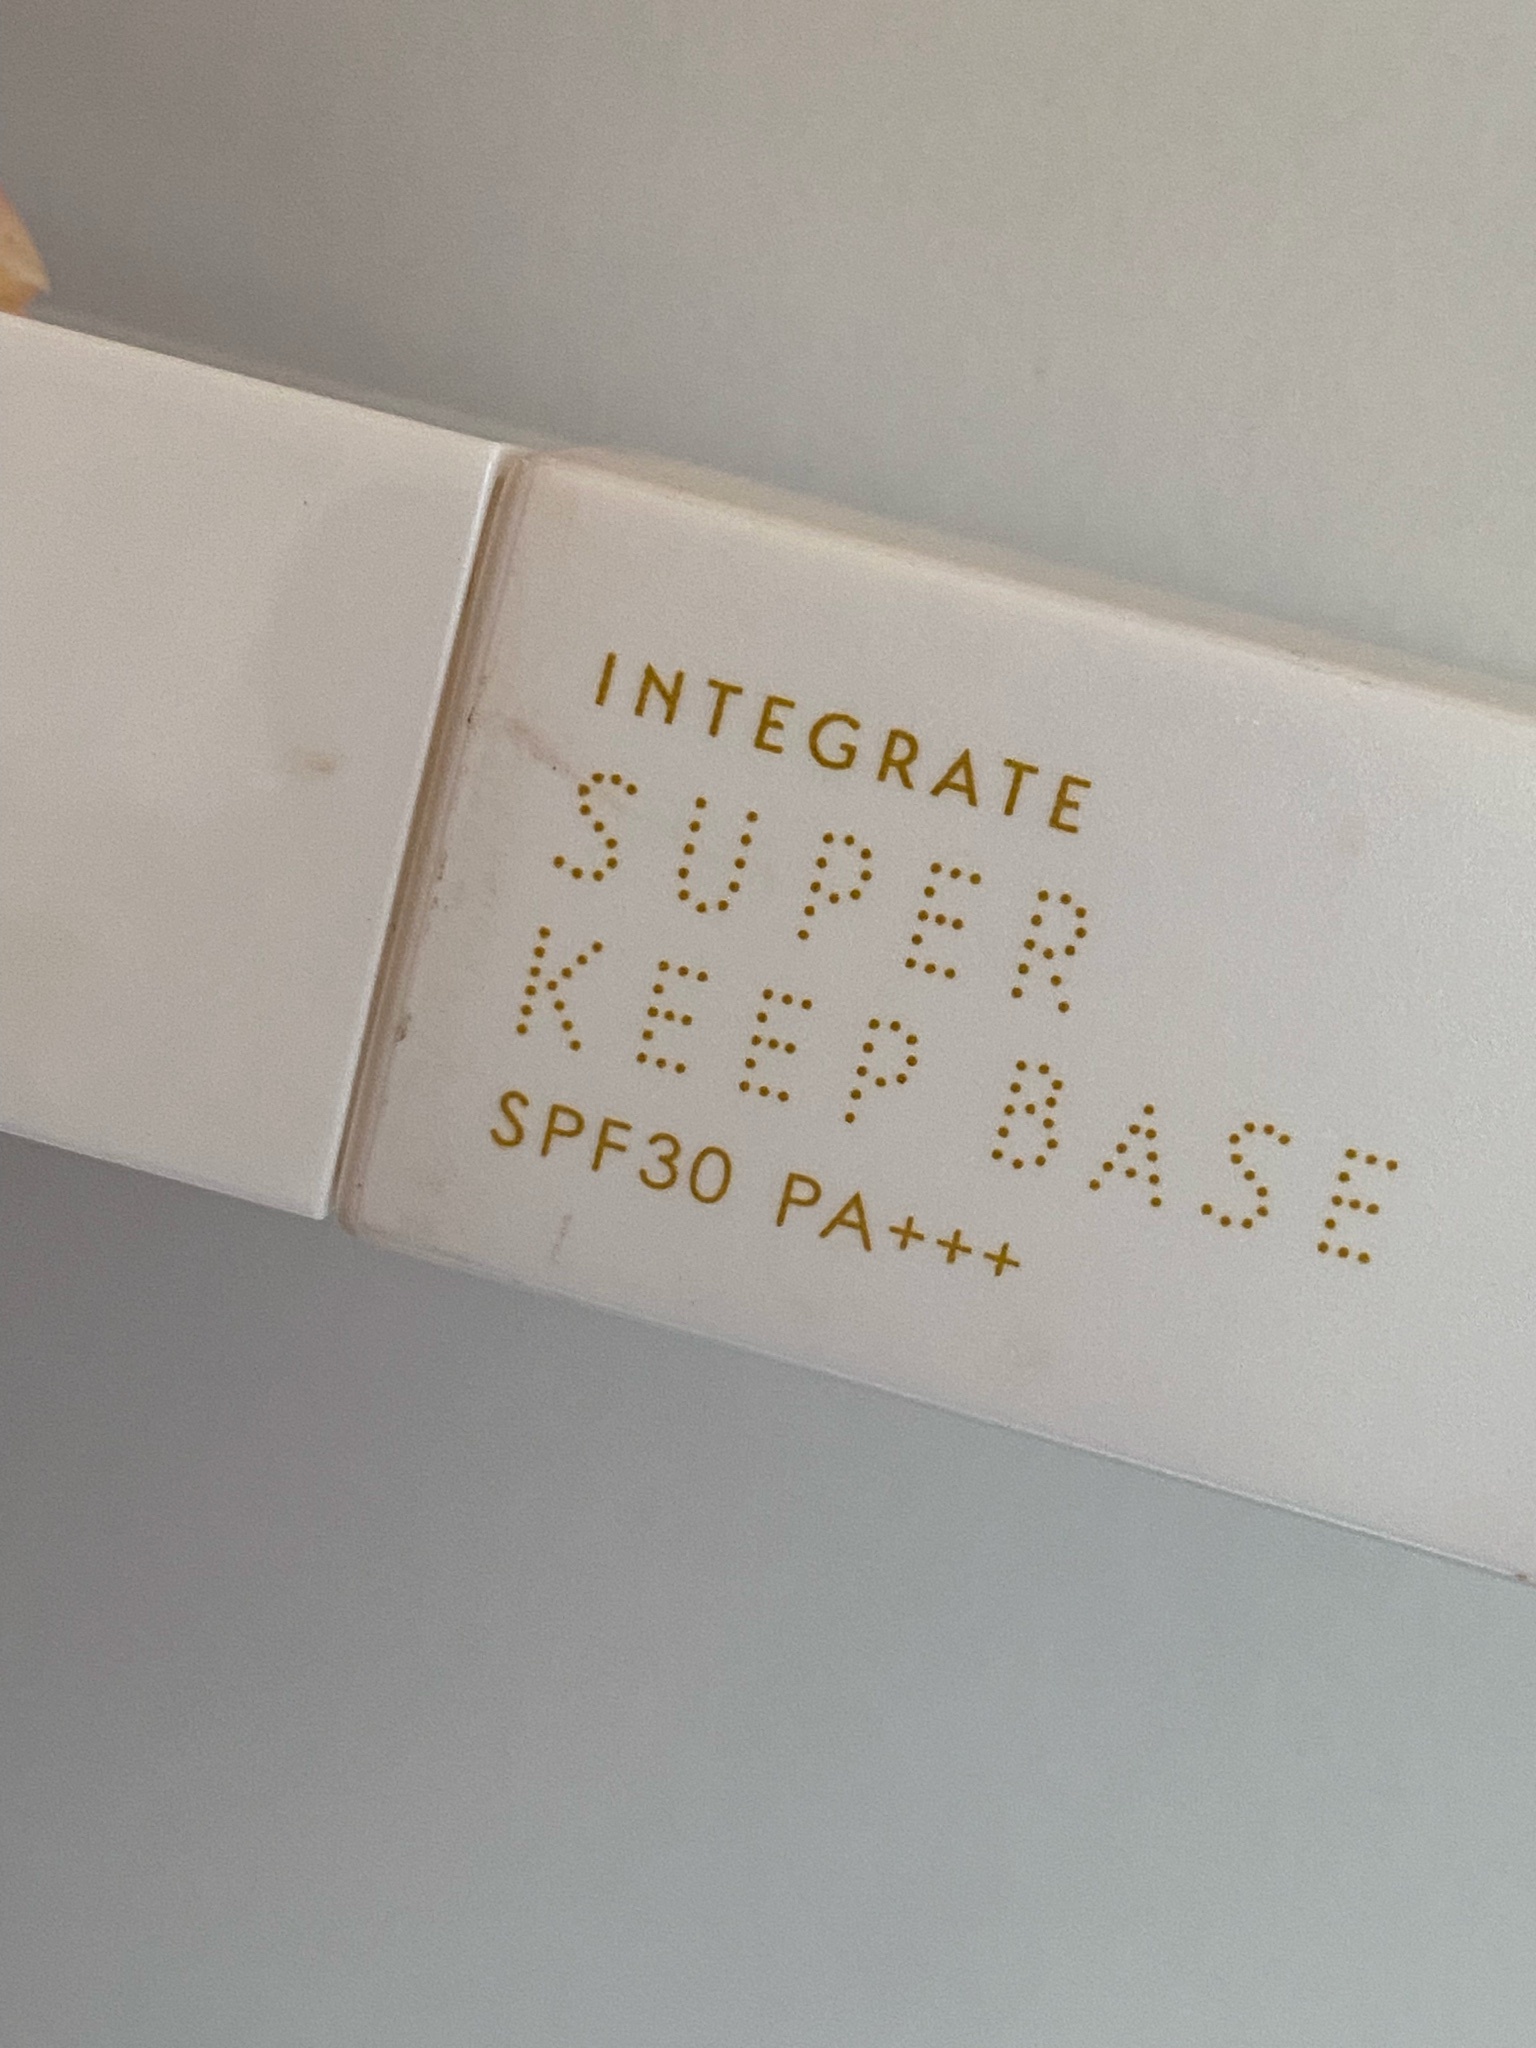 INTEGRATE
SUPER
KEEP BASE
SPF30 PA+++